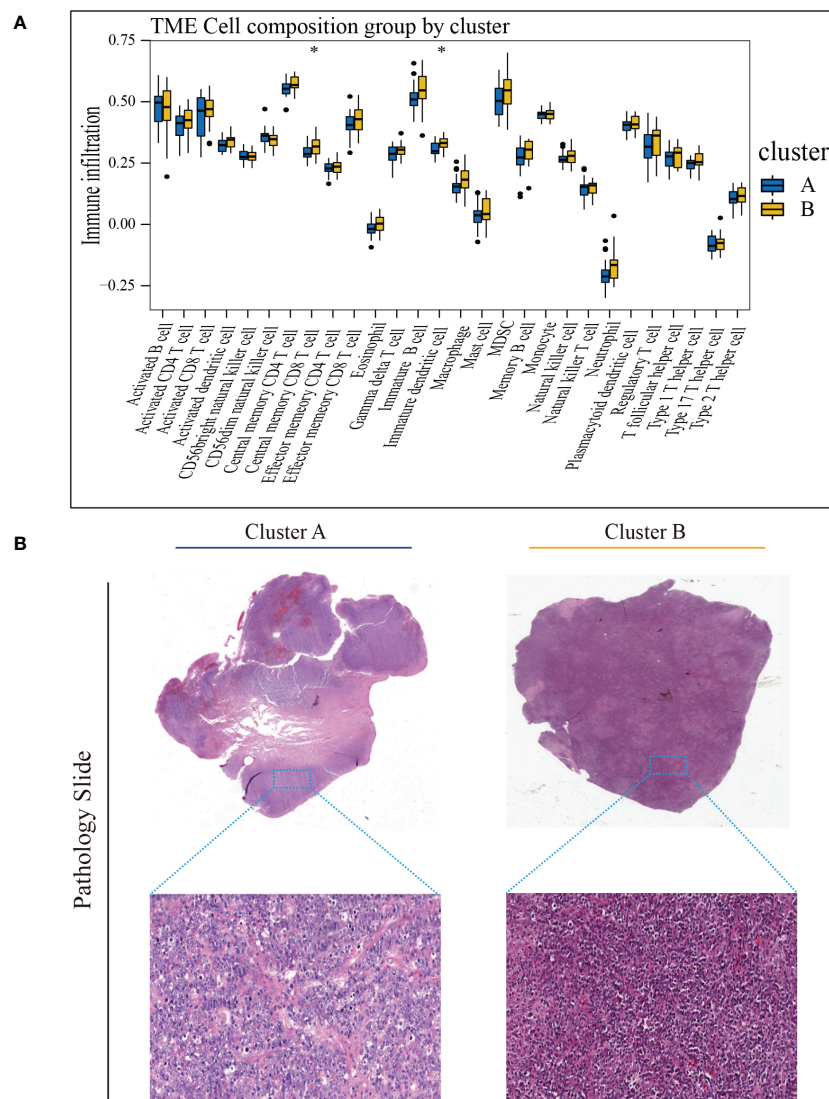 A
TME Cell composition group by cluster
*
*
0.75
0.50
0.25
0.00
−0.25
Immune infiltration
cluster
A
B
Activated B cell
Activated CD4 T cell
Activated CD8 T cell
Activated dendritic cell
CD56bright natural killer cell
CD56dim natural killer cell
Central memory CD4 T cell
Central memory CD8 T cell
Effector memeory CD4 T cell
Effector memeory CD8 T cell
Eosinophil
Gamma delta T cell
Immature B cell
Immature dendritic cell
Macrophage
Mast cell
MDSC
Memory B cell
Monocyte
Natural killer cell
Natural killer T cell
Neutrophil
Plasmacytoid dendritic cell
Regulatory T cell
T follicular helper cell
Type 1 T helper cell
Type 17 T helper cell
Type 2 T helper cell
B
Cluster A
Cluster B
Pathology Slide